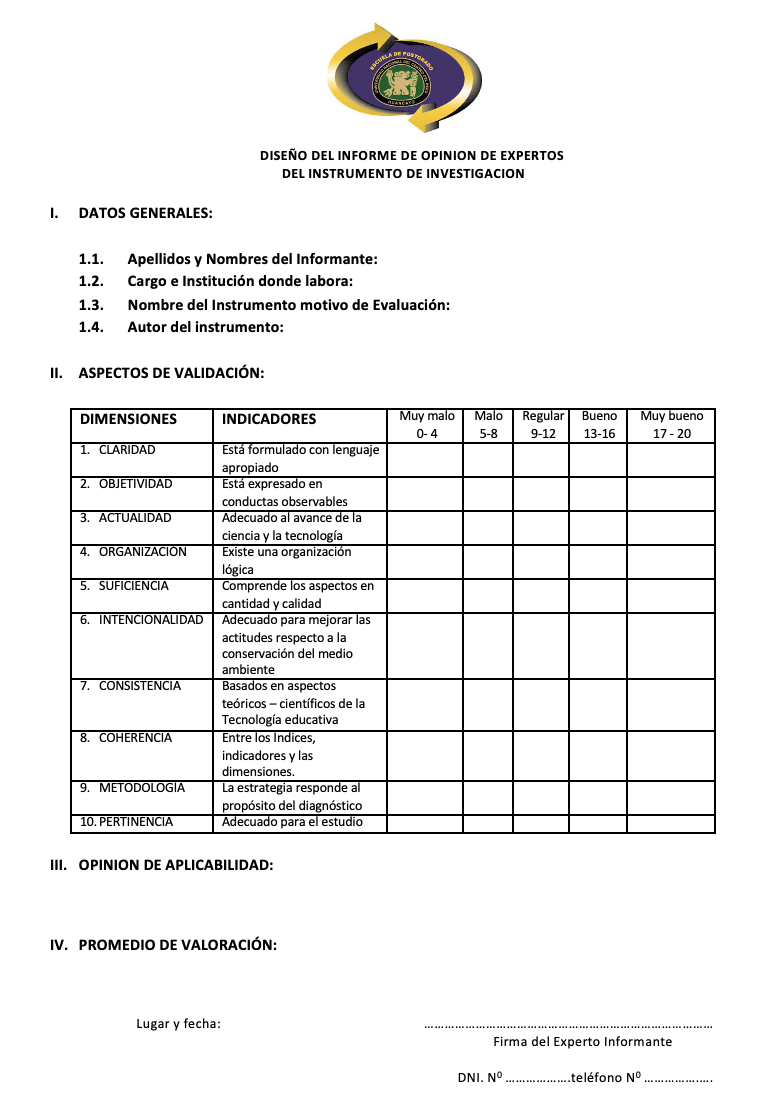 ESCUELA DE POSTGRADO
HUANCAYO
DISEÑO DEL INFORME DE OPINION DE EXPERTOS
DEL INSTRUMENTO DE INVESTIGACION
I. DATOS GENERALES:
1.1. Apellidos y Nombres del Informante:
1.2. Cargo e Institución donde labora:
1.3. Nombre del Instrumento motivo de Evaluación:
1.4. Autor del instrumento:
II. ASPECTOS DE VALIDACIÓN:
DIMENSIONES INDICADORES Muy malo Malo Regular Bueno Muy bueno
0- 4 5-8 9-12 13-16 17 - 20
1. CLARIDAD Está formulado con lenguaje
apropiado
2. OBJETIVIDAD Está expresado en
conductas observables
3. ACTUALIDAD Adecuado al avance de la
ciencia y la tecnología
4. ORGANIZACIÓN Existe una organización
lógica
5. SUFICIENCIA Comprende los aspectos en
cantidad y calidad
6. INTENCIONALIDAD Adecuado para mejorar las
actitudes respecto a la
conservación del medio
ambiente
7. CONSISTENCIA Basados en aspectos
teóricos – científicos de la
Tecnología educativa
8. COHERENCIA Entre los Indices,
indicadores y las
dimensiones.
9. METODOLOGÍA La estrategia responde al
propósito del diagnóstico
10. PERTINENCIA Adecuado para el estudio
III. OPINION DE APLICABILIDAD:
IV. PROMEDIO DE VALORACIÓN:
Lugar y fecha: ……………………………………………………………………
Firma del Experto Informante
DNI. Nº ……………..teléfono Nº ………………..